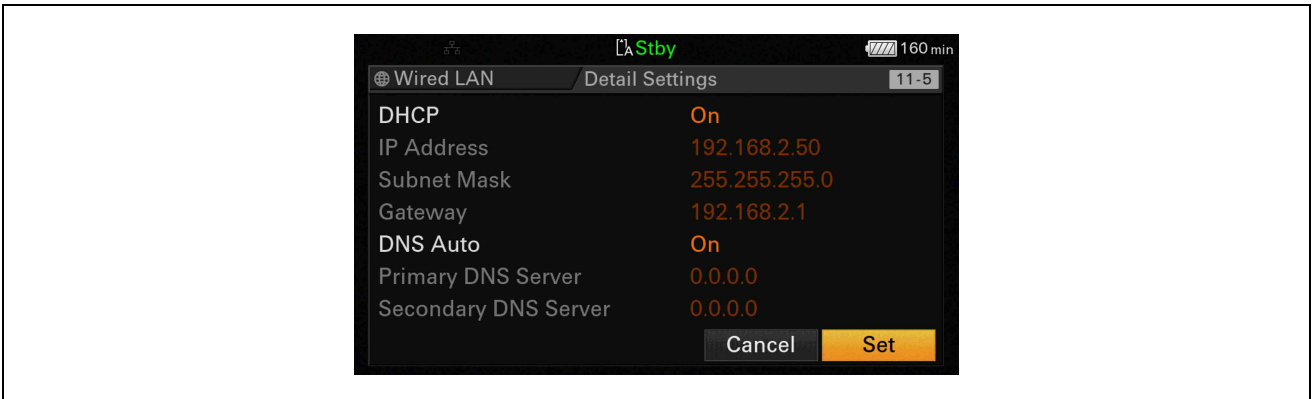 Stby 160 min
Wired LAN Detail Settings 11-5
DHCP On
IP Address 192.168.2.50
Subnet Mask 255.255.255.0
Gateway 192.168.2.1
DNS Auto On
Primary DNS Server 0.0.0.0
Secondary DNS Server 0.0.0.0
Cancel Set